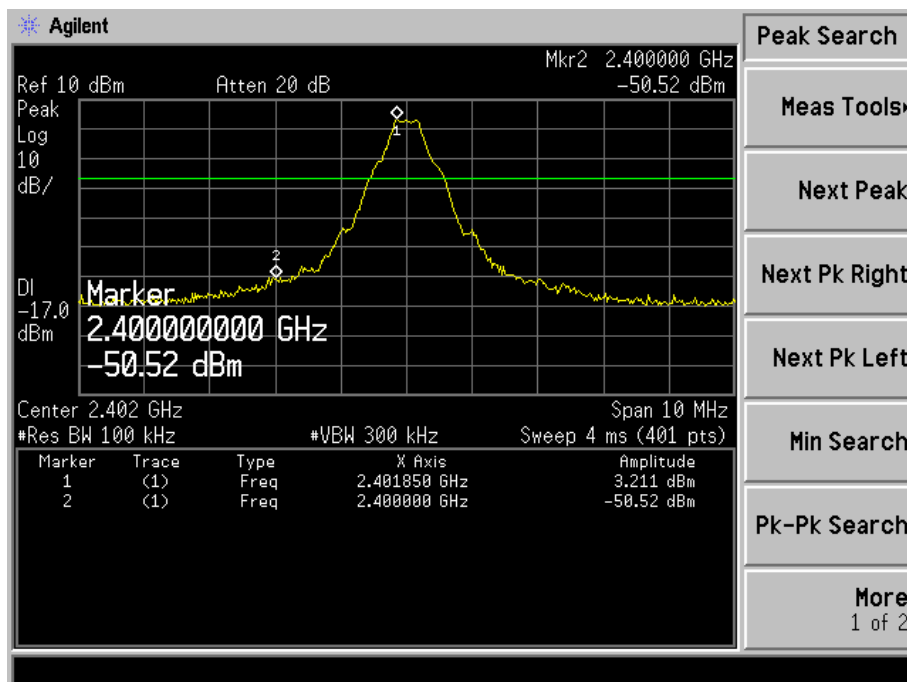 Agilent
Peak Search
Mkr2 2.400000 GHz
Ref 10 dBm Atten 20 dB -50.52 dBm
Peak
Log
10
dB/
1
2
DI
-17.0
dBm
Marker
2.400000000 GHz
-50.52 dBm
Center 2.402 GHz Span 10 MHz
#Res BW 100 kHz #VBW 300 kHz Sweep 4 ms (401 pts)
Marker Trace Type X Axis Amplitude
1 (1) Freq 2.401850 GHz 3.211 dBm
2 (1) Freq 2.400000 GHz -50.52 dBm
Meas Tools
Next Peak
Next Pk Right
Next Pk Left
Min Search
Pk-Pk Search
More
1 of 2